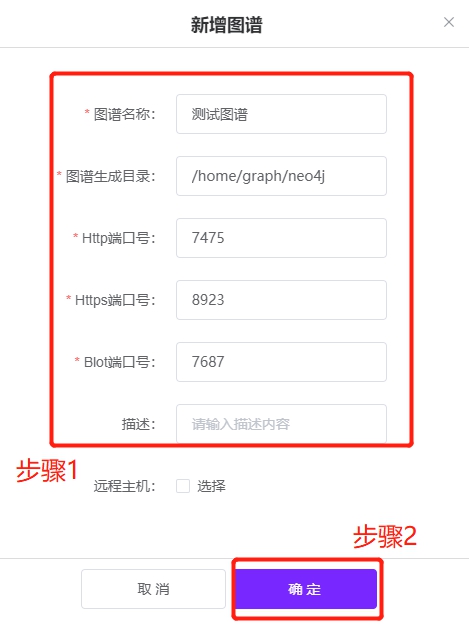 新增图谱
* 图谱名称： 测试图谱
* 图谱生成目录： /home/graph/neo4j
* Http端口号： 7475
* Https端口号： 8923
* Blot端口号： 7687
描述： 请输入描述内容
步骤1
远程主机： 选择
步骤2
取 消 确 定